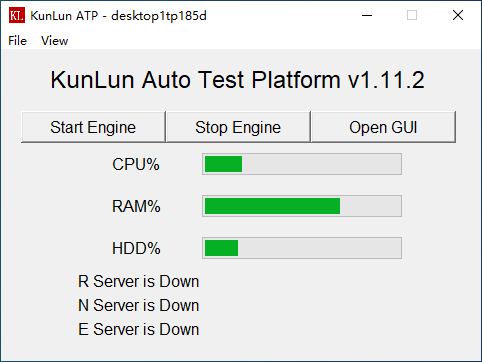 KL KunLun ATP - desktop1tp185d
File View
KunLun Auto Test Platform v1.11.2
Start Engine Stop Engine Open GUI
CPU%
RAM%
HDD%
R Server is Down
N Server is Down
E Server is Down